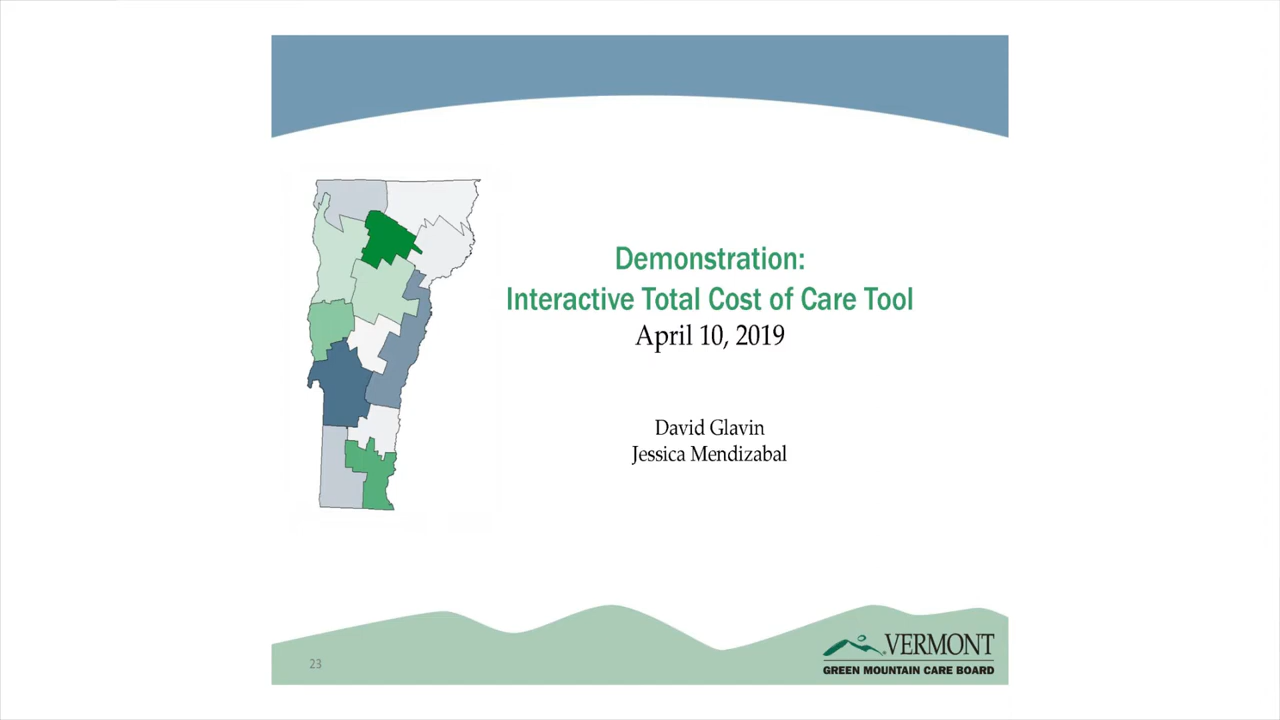 Demonstration:
Interactive Total Cost of Care Tool
April 10, 2019
David Glavin
Jessica Mendizabal
23
VERMONT
GREEN MOUNTAIN CARE BOARD